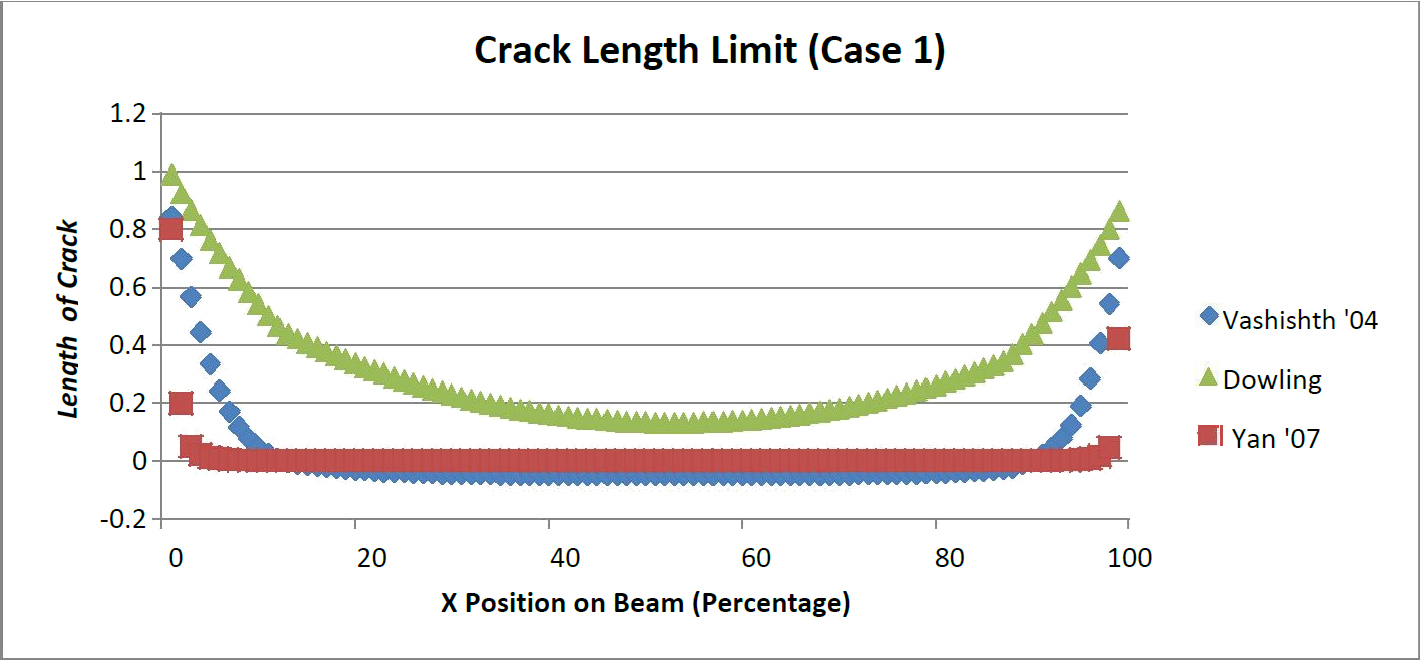 Crack Length Limit (Case 1)
1.2
1
0.8
0.6
0.4
0.2
0
-0.2
Lenath of Crack
0 20 40 60 80 100
X Position on Beam (Percentage)
Vashishth '04
Dowling
Yan '07